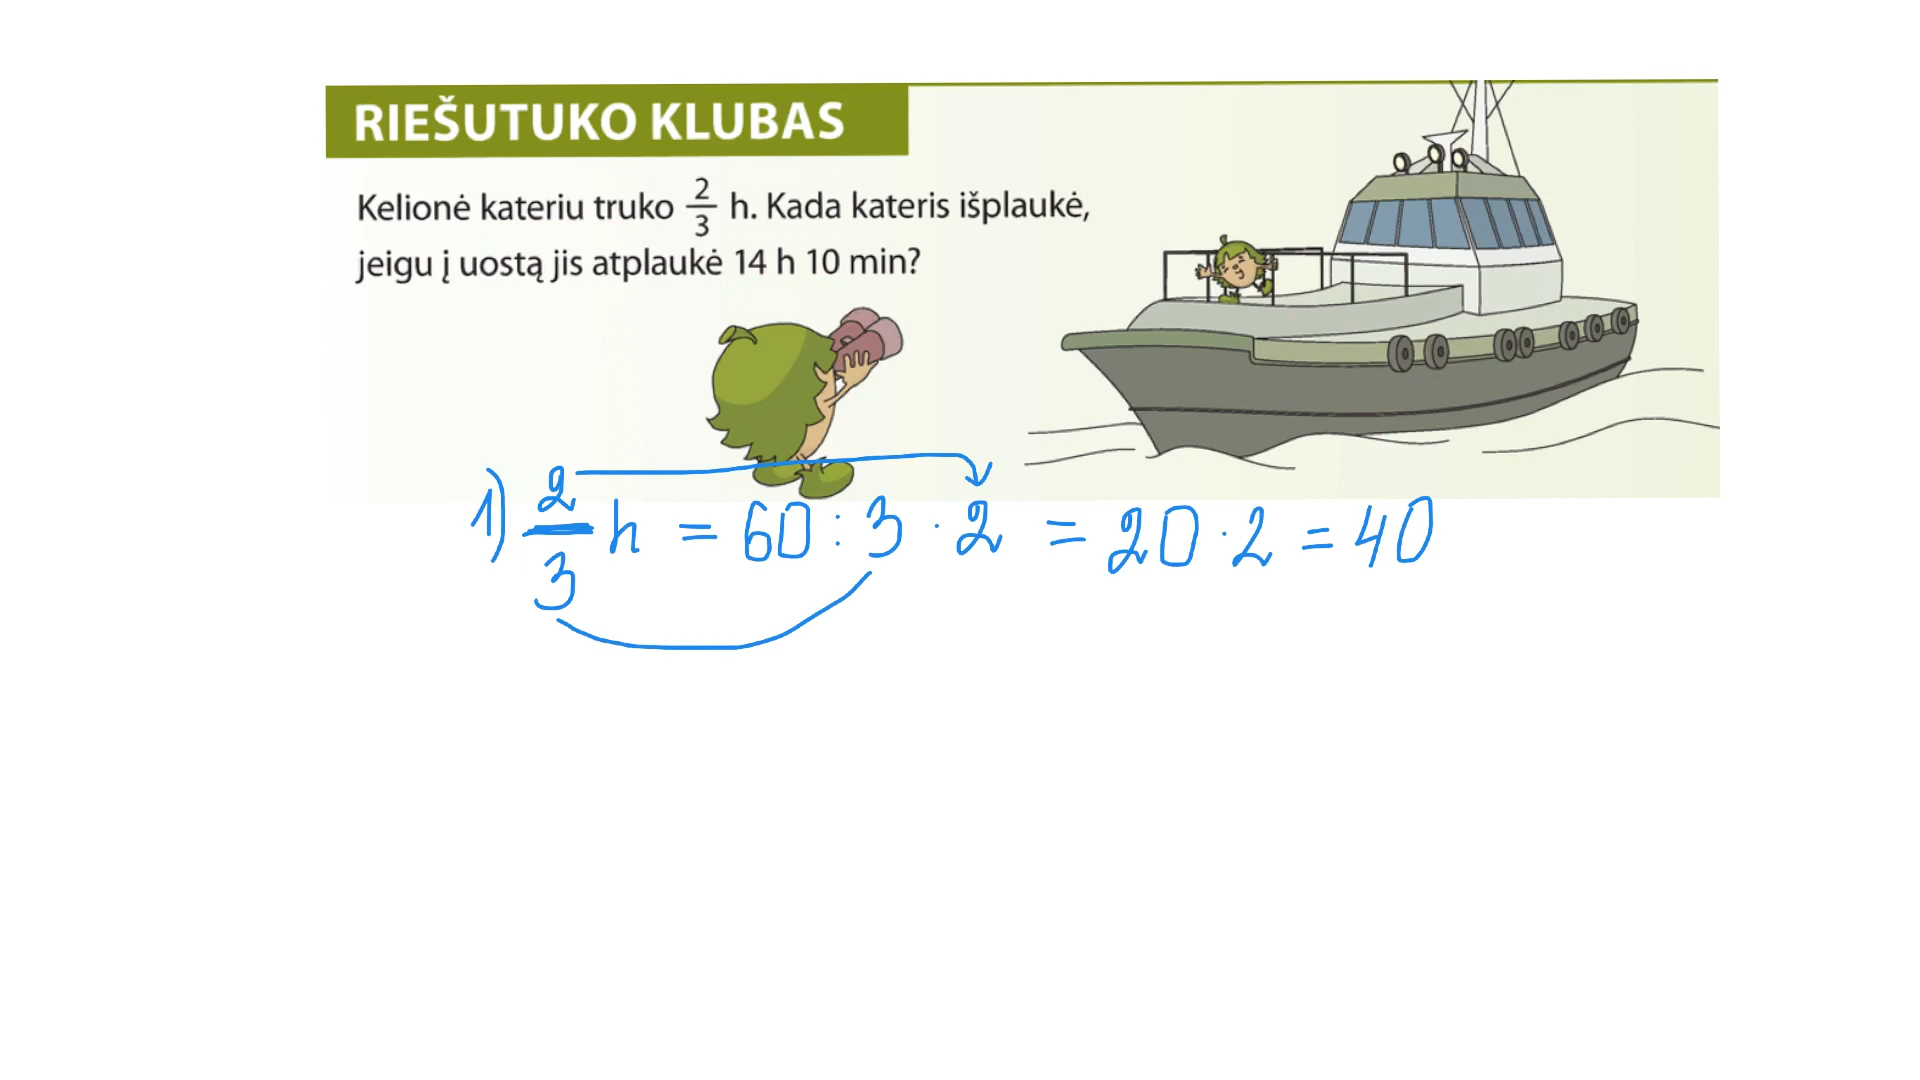 RIEŠUTUKO KLUBAS
Kelionė kateriu truko 2/3 h. Kada kateris išplaukė,
jeigu į uostą jis atplaukė 14 h 10 min?
1) 2/3 h = 60 : 3 · 2 = 20 · 2 = 40